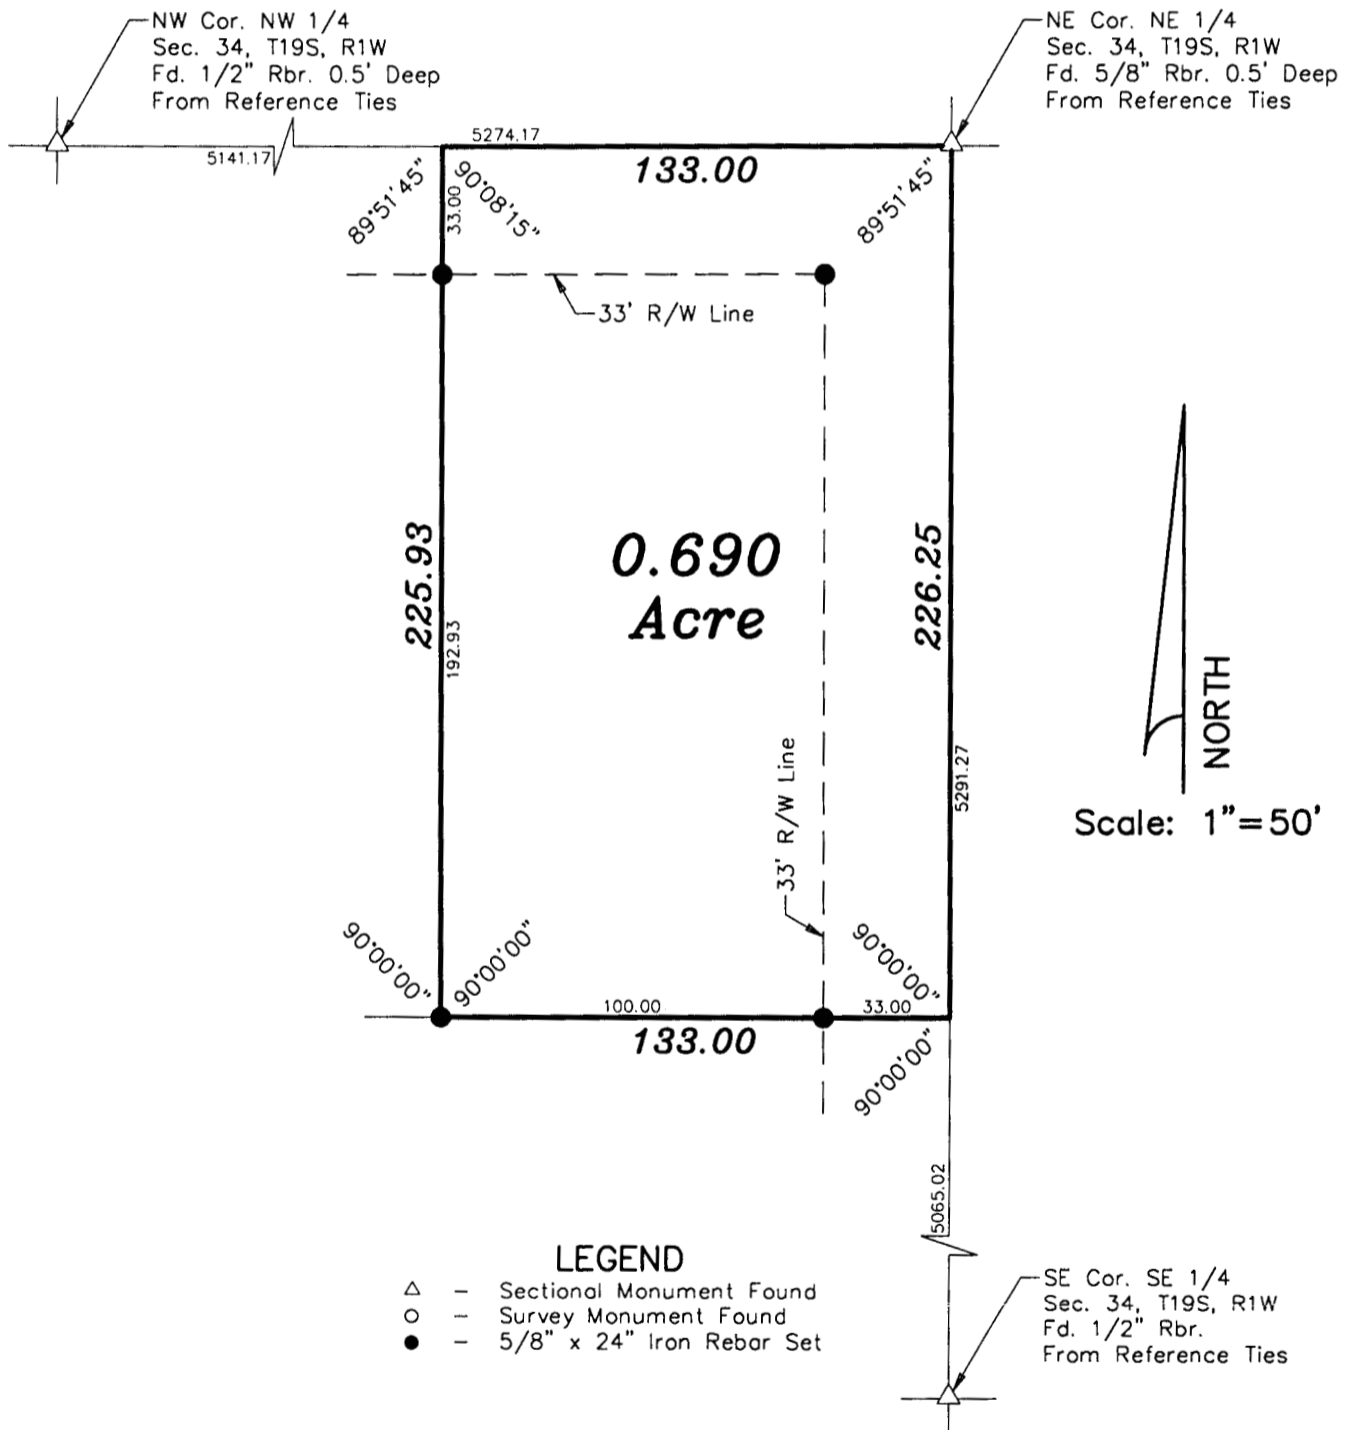 NW Cor. NW 1/4
Sec. 34, T19S, R1W
Fd. 1/2" Rbr. 0.5' Deep
From Reference Ties
NE Cor. NE 1/4
Sec. 34, T19S, R1W
Fd. 5/8" Rbr. 0.5' Deep
From Reference Ties
5141.17
5274.17
133.00
89°51'45"
33.00
90°08'15"
89°51'45"
33' R/W Line
225.93
192.93
0.690
Acre
226.25
5291.27
33' R/W Line
NORTH
Scale: 1"=50'
90°00'00"
90°00'00"
90°00'00"
100.00
33.00
133.00
90°00'00"
5065.02
LEGEND
△ - Sectional Monument Found
○ - Survey Monument Found
● - 5/8" x 24" Iron Rebar Set
SE Cor. SE 1/4
Sec. 34, T19S, R1W
Fd. 1/2" Rbr.
From Reference Ties